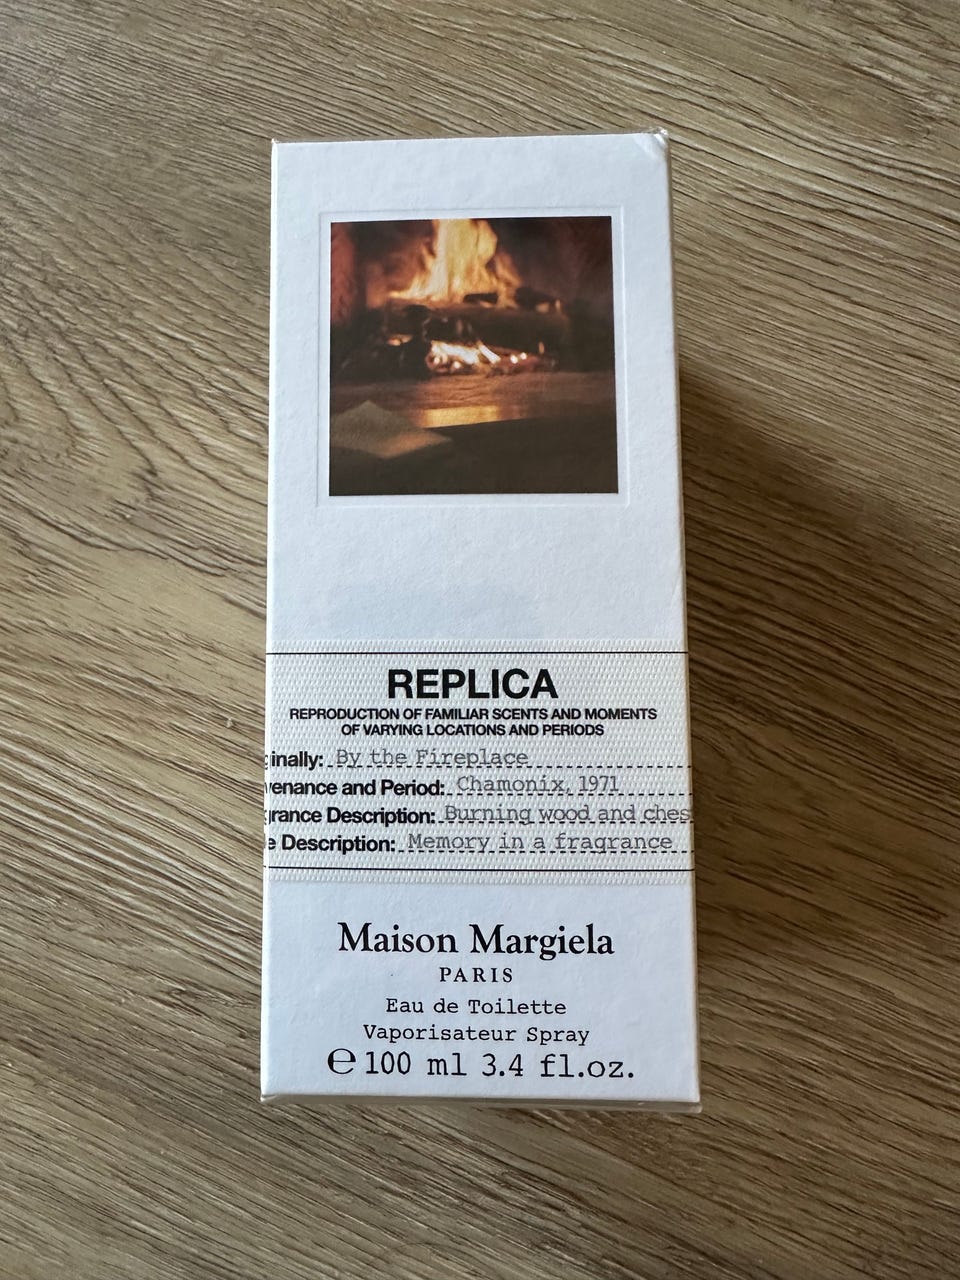 REPLICA
REPRODUCTION OF FAMILIAR SCENTS AND MOMENTS
OF VARYING LOCATIONS AND PERIODS
inally: By the Fireplace
venance and Period: Chamonix, 1971
grance Description: Burning wood and ches
e Description: Memory in a fragrance
Maison Margiela
PARIS
Eau de Toilette
Vaporisateur Spray
℮ 100 ml 3.4 fl.oz.